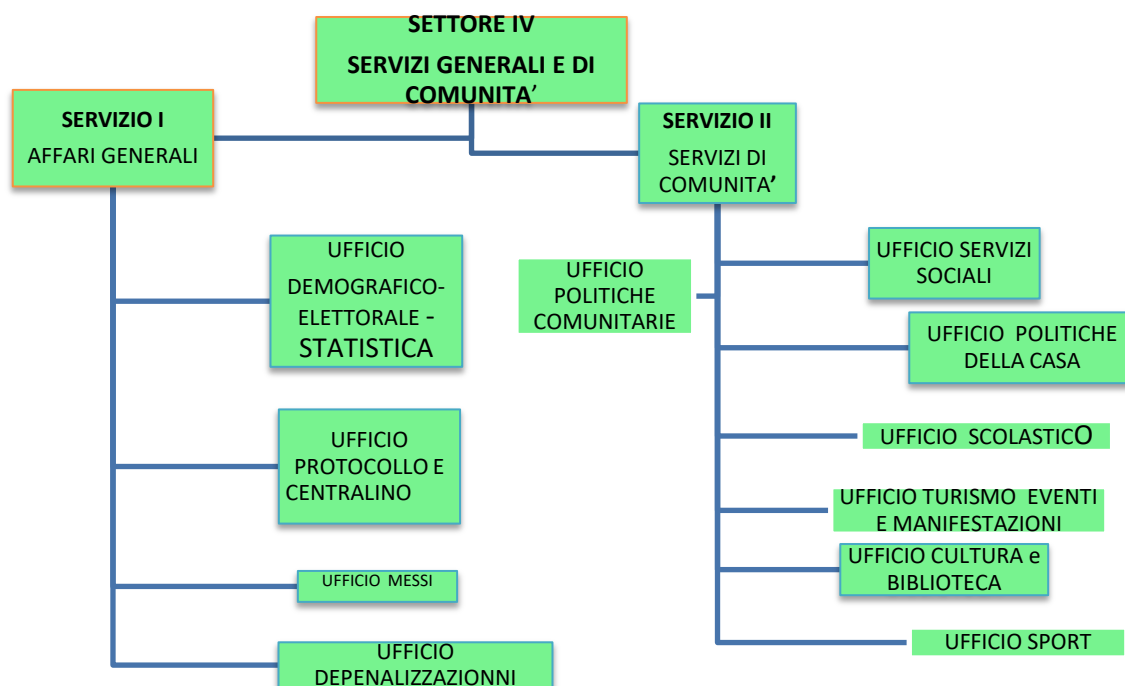 SETTORE IV
SERVIZI GENERALI E DI
COMUNITA’
SERVIZIO I
AFFARI GENERALI
SERVIZIO II
SERVIZI DI
COMUNITA’
UFFICIO
DEMOGRAFICO-
ELETTORALE -
STATISTICA
UFFICIO
PROTOCOLLO E
CENTRALINO
UFFICIO MESSI
UFFICIO
DEPENALIZZAZIONNI
UFFICIO
POLITICHE
COMUNITARIE
UFFICIO SERVIZI
SOCIALI
UFFICIO POLITICHE
DELLA CASA
UFFICIO SCOLASTICO
UFFICIO TURISMO EVENTI
E MANIFESTAZIONI
UFFICIO CULTURA e
BIBLIOTECA
UFFICIO SPORT